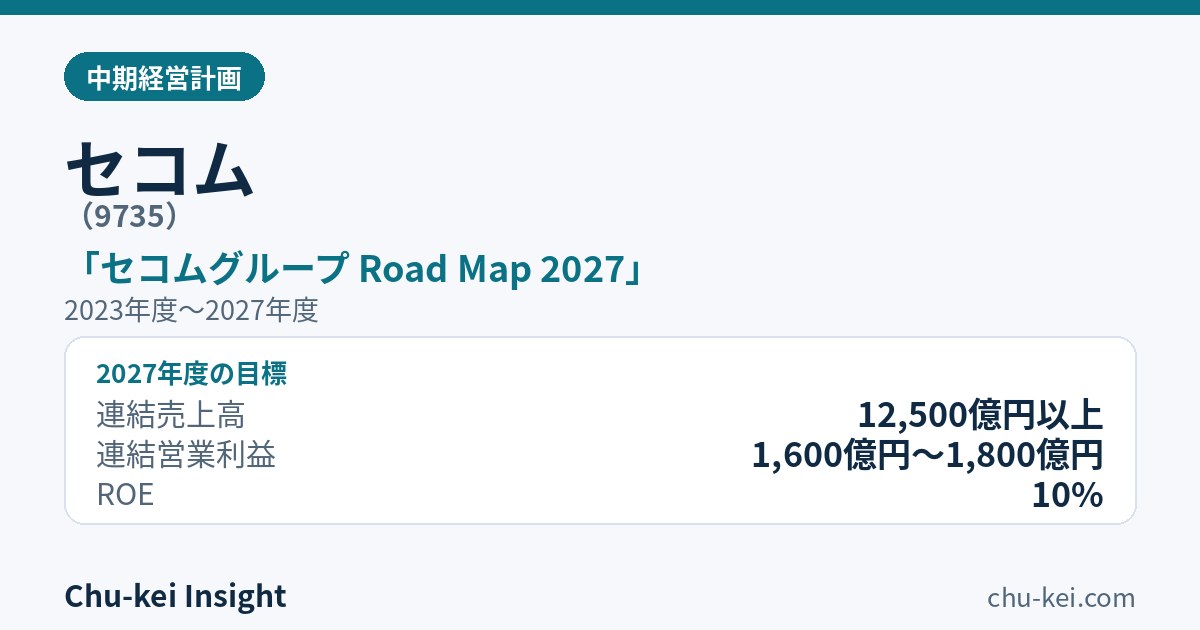 中期経営計画
セコム
（9735）
「セコムグループ Road Map 2027」
2023年度〜2027年度
2027年度の目標
連結売上高 12,500億円以上
連結営業利益 1,600億円〜1,800億円
ROE 10%
Chu-kei Insight chu-kei.com